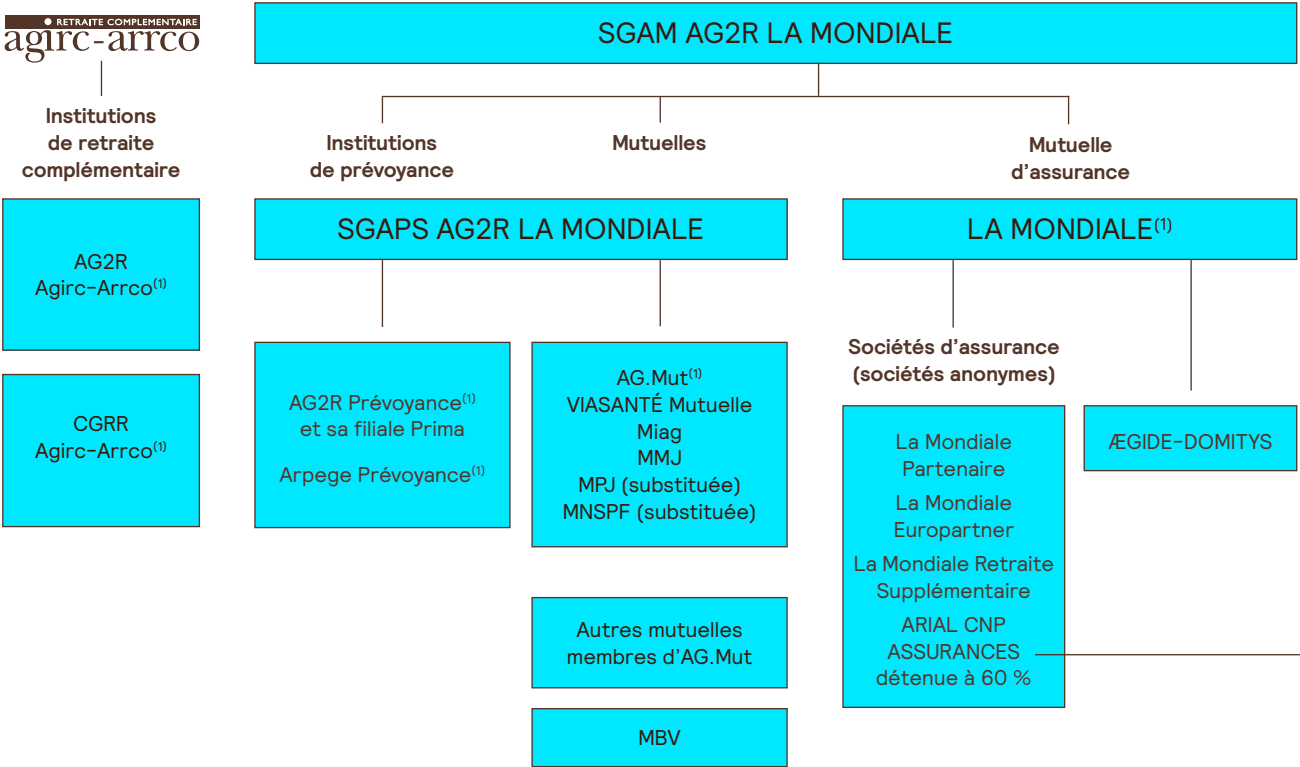 RETRAITE COMPLEMENTAIRE
agirc-arrco
Institutions
de retraite
complémentaire
AG2R
Agirc-Arrco(1)
CGRR
Agirc-Arrco(1)
SGAM AG2R LA MONDIALE
Institutions
de prévoyance
Mutuelles
Mutuelle
d’assurance
SGAPS AG2R LA MONDIALE
LA MONDIALE(1)
AG2R Prévoyance(1)
et sa filiale Prima
Arpege Prévoyance(1)
AG.Mut(1)
VIASANTÉ Mutuelle
Miag
MMJ
MPJ (substituée)
MNSPF (substituée)
Autres mutuelles
membres d’AG.Mut
MBV
Sociétés d’assurance
(sociétés anonymes)
La Mondiale
Partenaire
La Mondiale
Europartner
La Mondiale Retraite
Supplémentaire
ARIAL CNP
ASSURANCES
détenue à 60 %
ÆGIDE-DOMITYS